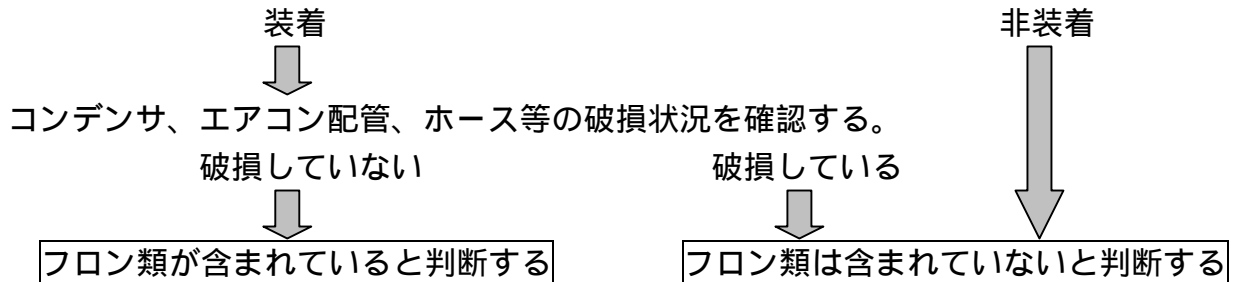 装着 非装着
コンデンサ、エアコン配管、ホース等の破損状況を確認する。
破損していない 破損している
フロン類が含まれていると判断する フロン類は含まれていないと判断する